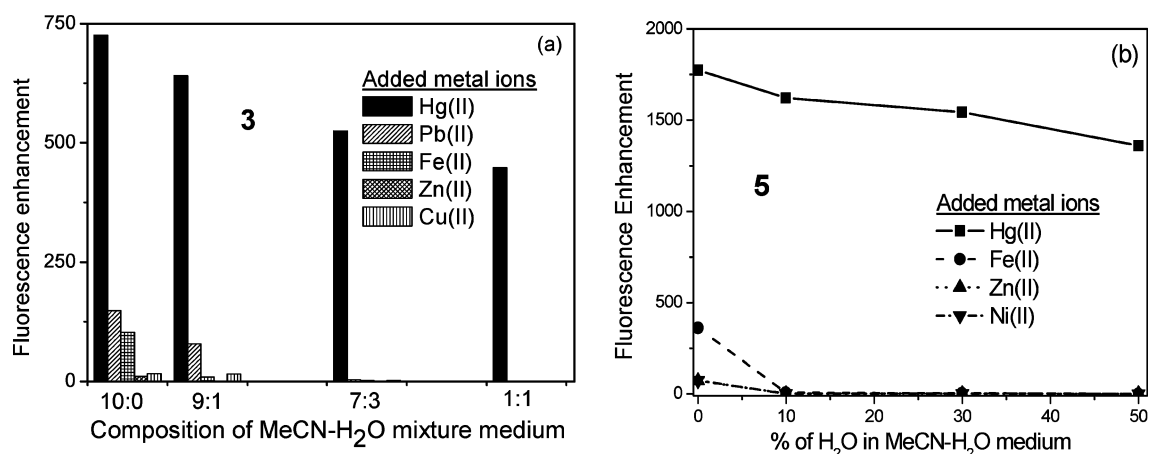 750
500
250
0
Fluorescence enhancement
(a)
3
Added metal ions
Hg(II)
Pb(II)
Fe(II)
Zn(II)
Cu(II)
10:0 9:1 7:3 1:1
Composition of MeCN-H2O mixture medium
2000
1500
1000
500
0
Fluorescence Enhancement
(b)
5
Added metal ions
Hg(II)
Fe(II)
Zn(II)
Ni(II)
0 10 20 30 40 50
% of H2O in MeCN-H2O medium